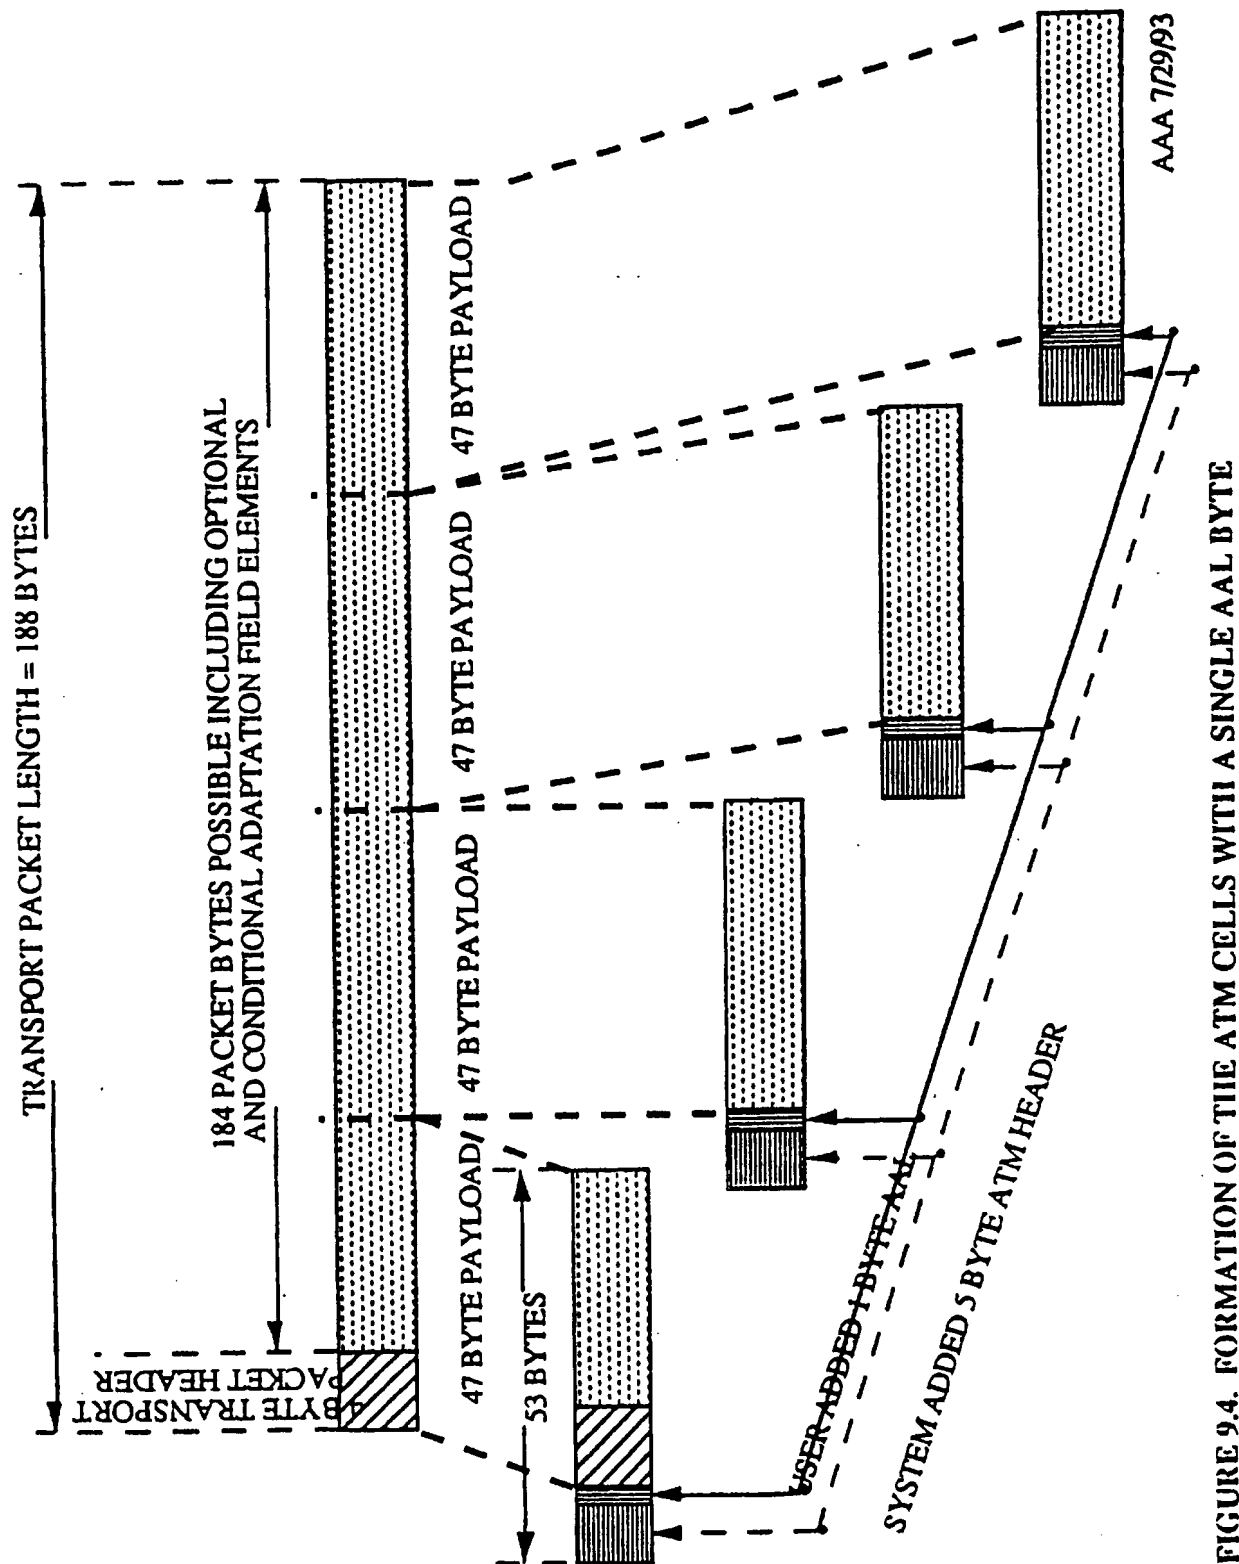 TRANSPORT PACKET LENGTH = 188 BYTES
184 PACKET BYTES POSSIBLE INCLUDING OPTIONAL
AND CONDITIONAL ADAPTATION FIELD ELEMENTS
4 BYTE TRANSPORT
PACKET HEADER
47 BYTE PAYLOAD
47 BYTE PAYLOAD
47 BYTE PAYLOAD
47 BYTE PAYLOAD
53 BYTES
USER ADDED 1 BYTE AAL
SYSTEM ADDED 5 BYTE ATM HEADER
AAA 7/29/93
FIGURE 9.4. FORMATION OF THE ATM CELLS WITH A SINGLE AAL BYTE